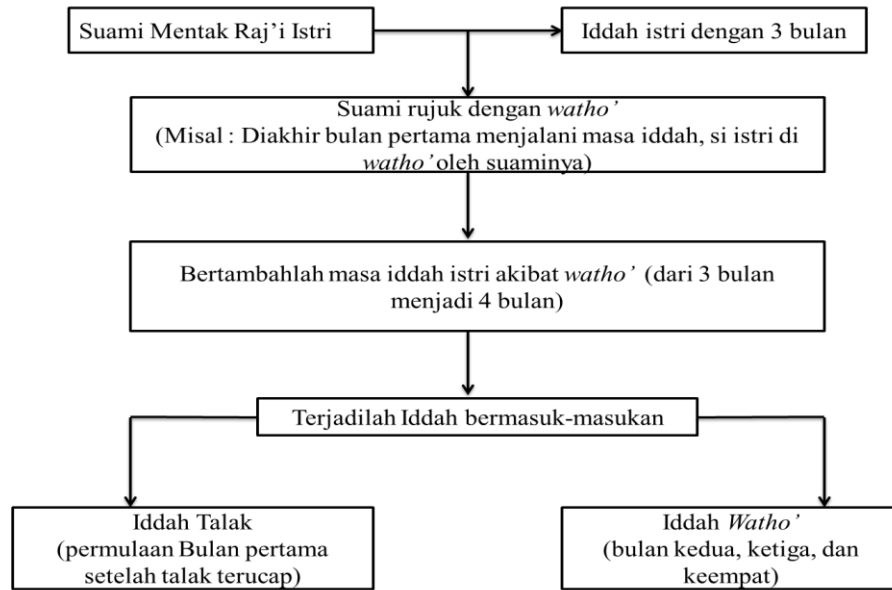 Suami Mentak Raj’i Istri
Iddah istri dengan 3 bulan
Suami rujuk dengan watho’
(Misal : Diakhir bulan pertama menjalani masa iddah, si istri di
watho’ oleh suaminya)
Bertambahlah masa iddah istri akibat watho’ (dari 3 bulan
menjadi 4 bulan)
Terjadilah Iddah bermasuk-masukan
Iddah Talak
(permulaan Bulan pertama
setelah talak terucap)
Iddah Watho’
(bulan kedua, ketiga, dan
keempat)